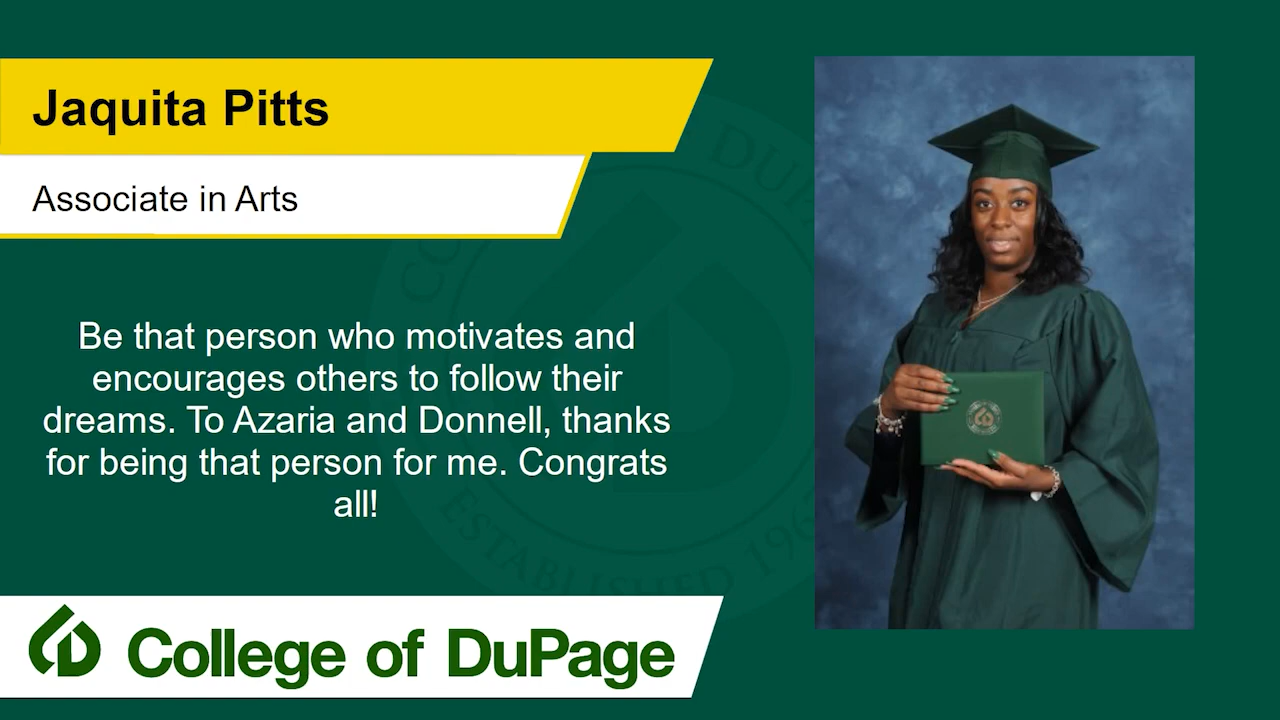 Jaquita Pitts
Associate in Arts
Be that person who motivates and
encourages others to follow their
dreams. To Azaria and Donnell, thanks
for being that person for me. Congrats
all!
College of DuPage